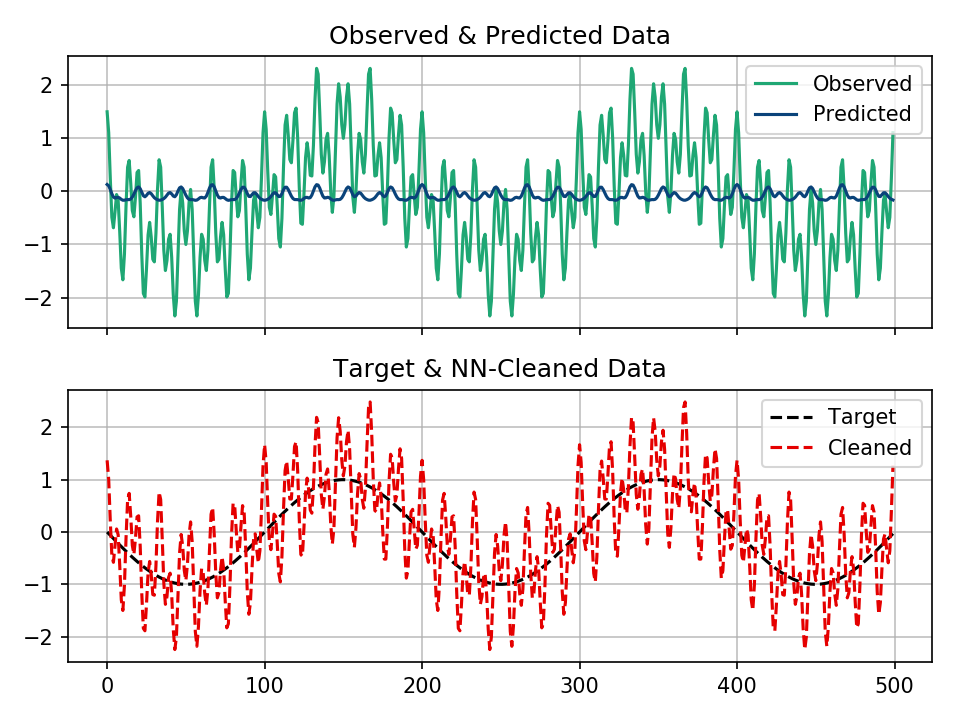 Observed & Predicted Data
2
1
0
−1
−2
Observed
Predicted
Target & NN-Cleaned Data
2
1
0
−1
−2
Target
Cleaned
0 100 200 300 400 500